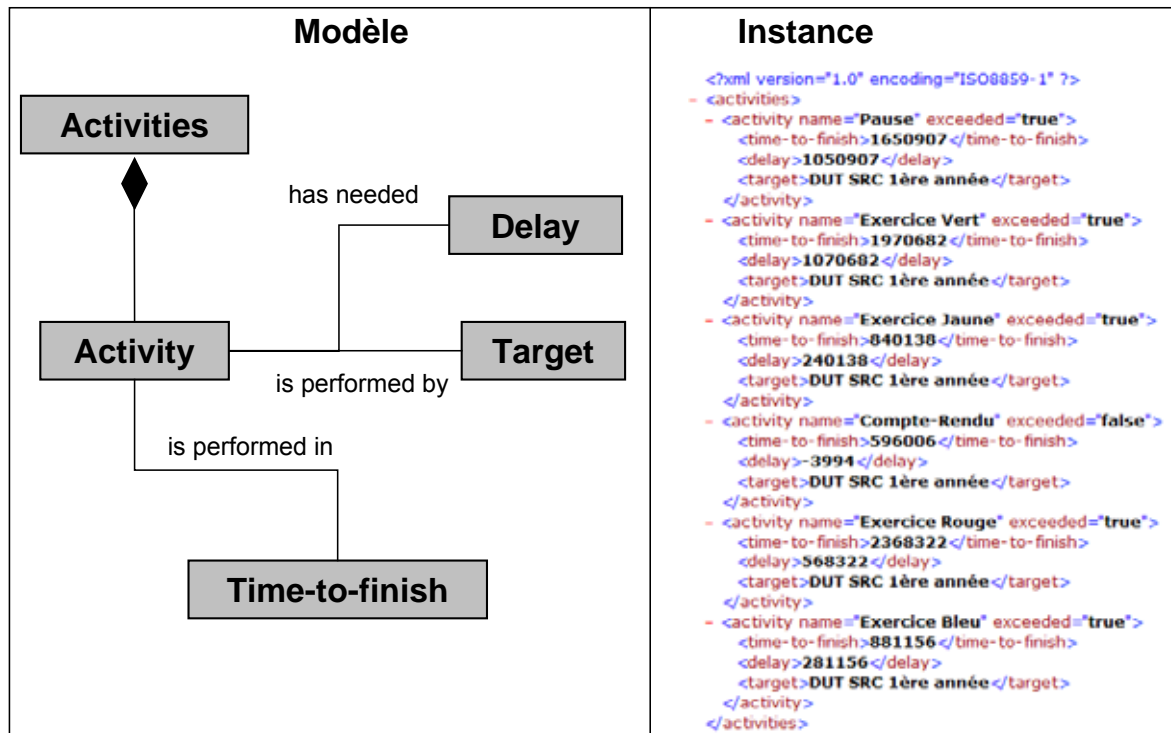 Modèle
Activities
has needed
Delay
Activity
Target
is performed by
is performed in
Time-to-finish
Instance
<?xml version="1.0" encoding="ISO8859-1" ?>
- <activities>
- <activity name="Pause" exceeded="true">
<time-to-finish>1650907</time-to-finish>
<delay>1050907</delay>
<target>DUT SRC 1ère année</target>
</activity>
- <activity name="Exercice Vert" exceeded="true">
<time-to-finish>1970682</time-to-finish>
<delay>1070682</delay>
<target>DUT SRC 1ère année</target>
</activity>
- <activity name="Exercice Jaune" exceeded="true">
<time-to-finish>840138</time-to-finish>
<delay>240138</delay>
<target>DUT SRC 1ère année</target>
</activity>
- <activity name="Compte-Rendu" exceeded="false">
<time-to-finish>596006</time-to-finish>
<delay>-3994</delay>
<target>DUT SRC 1ère année</target>
</activity>
- <activity name="Exercice Rouge" exceeded="true">
<time-to-finish>2368322</time-to-finish>
<delay>568322</delay>
<target>DUT SRC 1ère année</target>
</activity>
- <activity name="Exercice Bleu" exceeded="true">
<time-to-finish>881156</time-to-finish>
<delay>281156</delay>
<target>DUT SRC 1ère année</target>
</activity>
</activities>